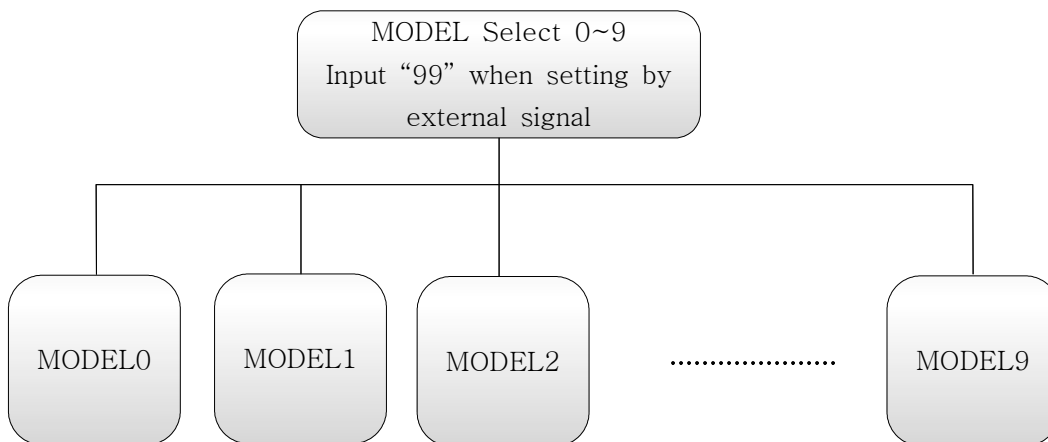 MODEL Select 0~9
Input “99” when setting by
external signal
MODEL0
MODEL1
MODEL2
MODEL9